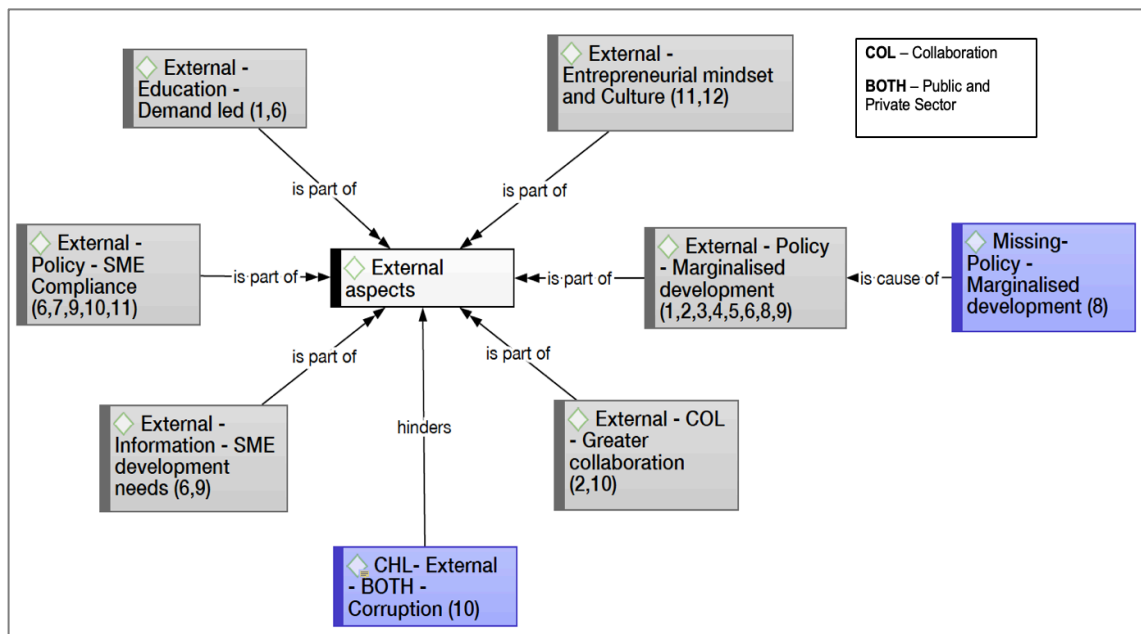 External -
Education -
Demand led (1,6)
External -
Entrepreneurial mindset
and Culture (11,12)
COL – Collaboration
BOTH – Public and
Private Sector
is part of
is part of
External -
Policy - SME
Compliance
(6,7,9,10,11)
is part of
External
aspects
is part of
External - Policy
- Marginalised
development
(1,2,3,4,5,6,8,9)
is cause of
Missing-
Policy -
Marginalised
development (8)
is part of
is part of
External -
Information - SME
development
needs (6,9)
hinders
External - COL
- Greater
collaboration
(2,10)
CHL- External
- BOTH -
Corruption (10)